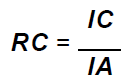 RC = IC / IA